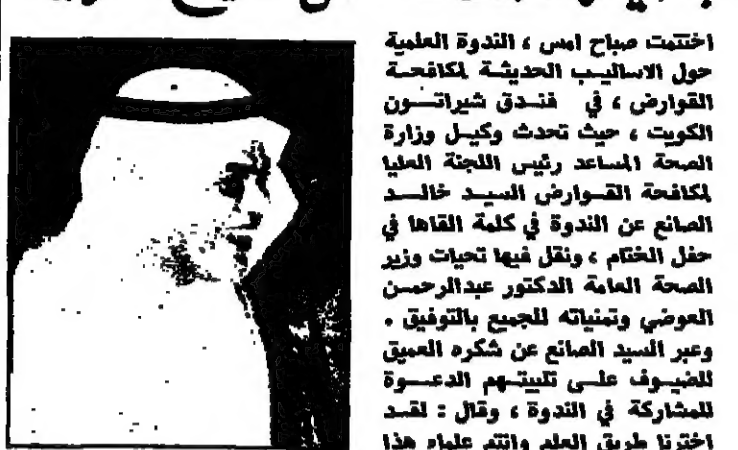 اختتمت صباح امس ، الندوة العلمية
حول الاساليب الحديثة لمكافحة
القوارض ، في فندق شيراتون
الكويت ، حيث تحدث وكيل وزارة
الصحة المساعد رئيس اللجنة العليا
لمكافحة القوارض السيد خالد
الصانع عن الندوة في كلمة القاها في
حفل الختام ، ونقل فيها تحيات وزير
الصحة العامة الدكتور عبدالرحمن
العوضي وتمنياته للجميع بالتوفيق .
وعبر السيد الصانع عن شكره العميق
للضيوف على تلبيتهم الدعوة
للمشاركة في الندوة ، وقال : لقد
اخترنا طريق العلم وانتم علماء هذا